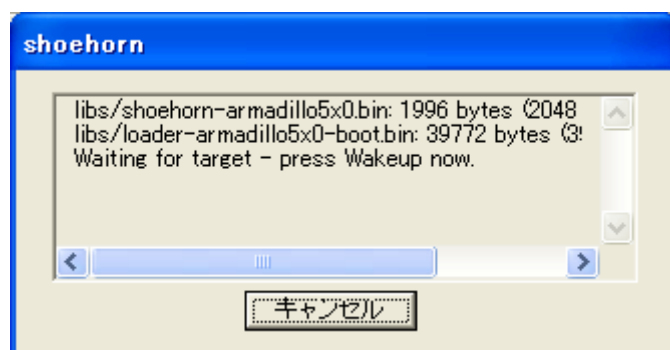 shoehorn
libs/shoehorn-armadillo5x0.bin: 1996 bytes (2048
libs/loader-armadillo5x0-boot.bin: 39772 bytes
Waiting for target - press Wakeup now.
キャンセル